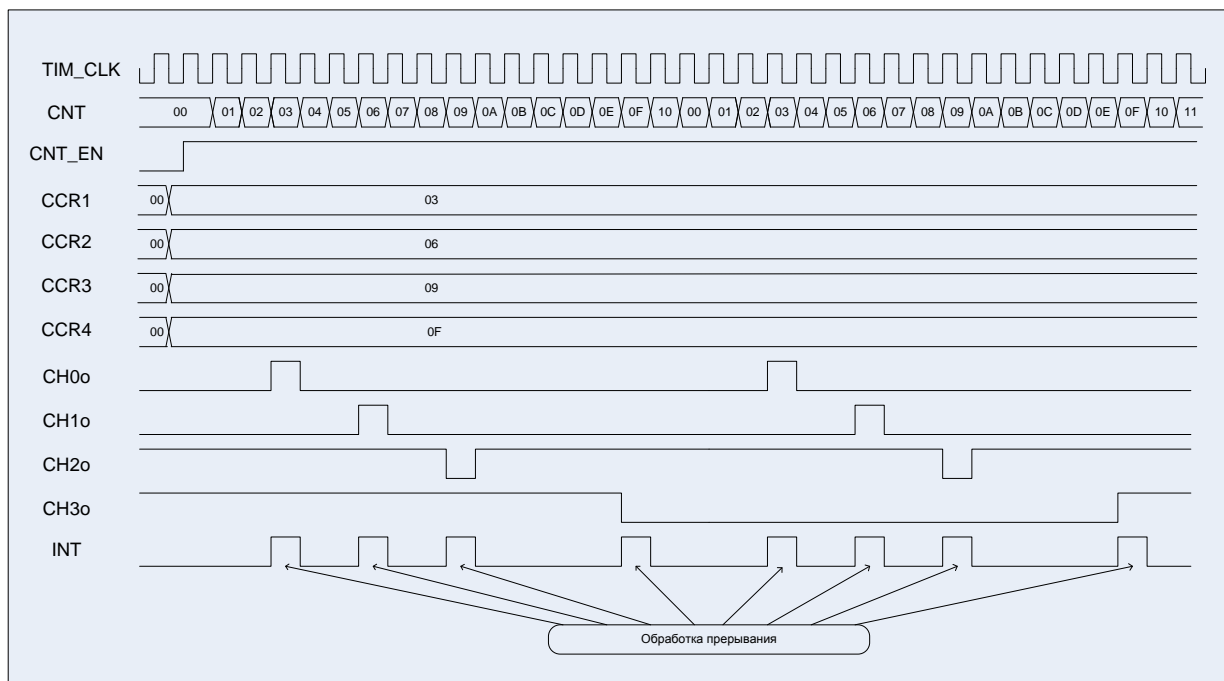 TIM_CLK
CNT 00 01 02 03 04 05 06 07 08 09 0A 0B 0C 0D 0E 0F 10 00 01 02 03 04 05 06 07 08 09 0A 0B 0C 0D 0E 0F 10 11
CNT_EN
CCR1 00 03
CCR2 00 06
CCR3 00 09
CCR4 00 0F
CH0o
CH1o
CH2o
CH3o
INT
Обработка прерывания